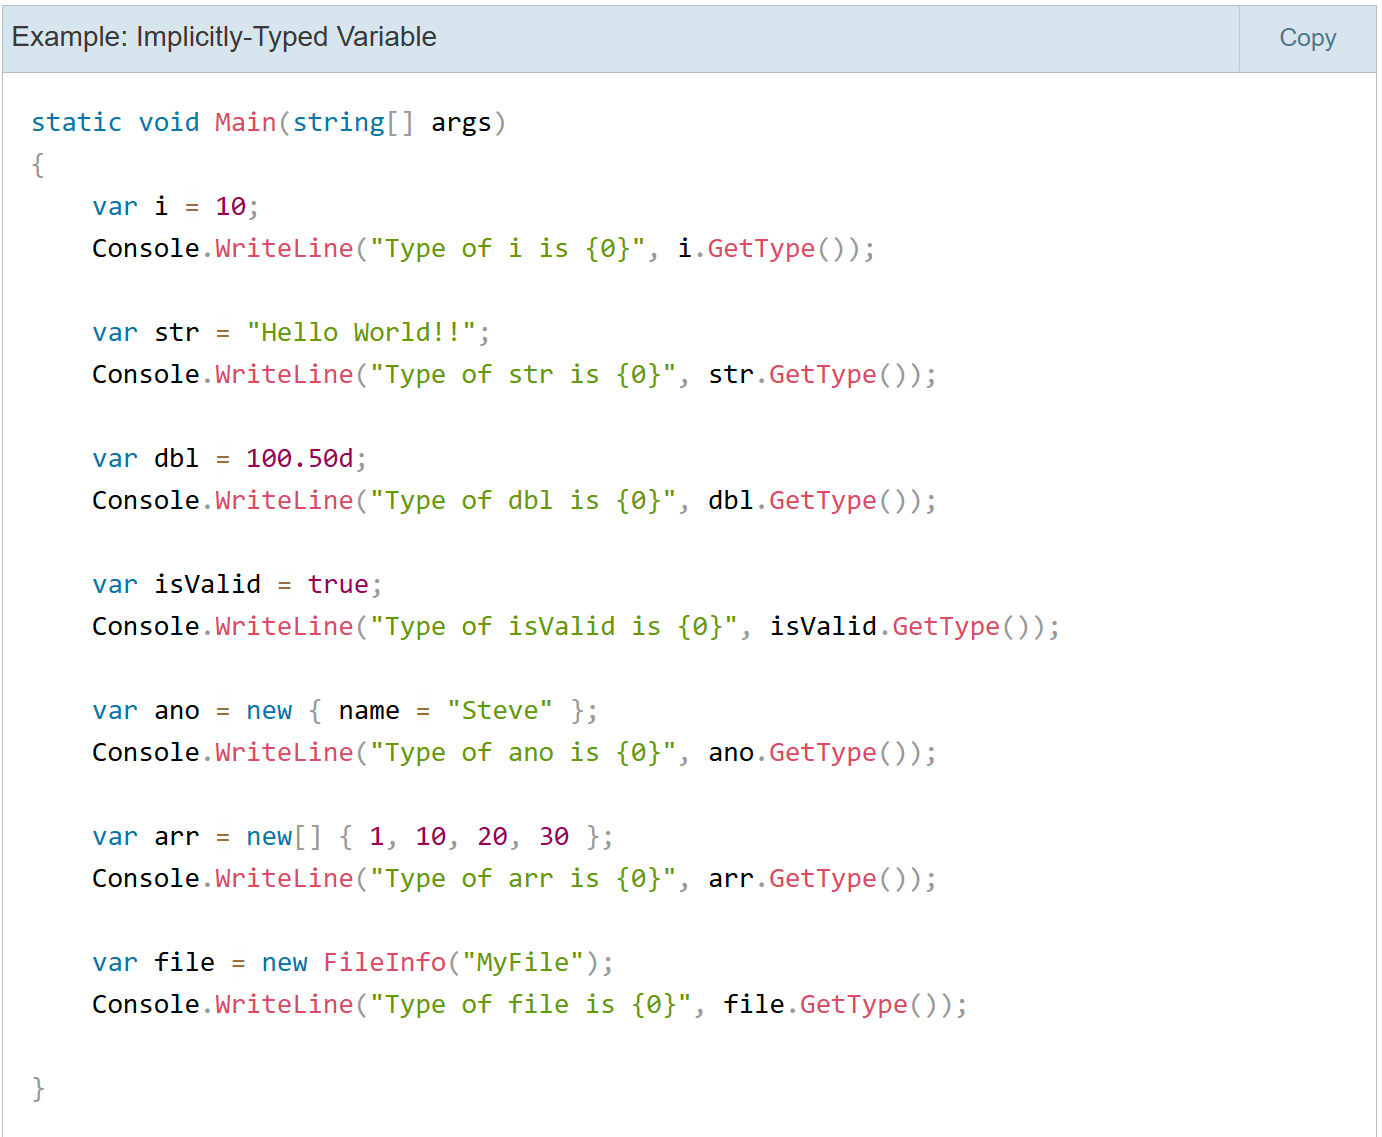 Example: Implicitly-Typed Variable
Copy
static void Main(string[] args)
{
    var i = 10;
    Console.WriteLine("Type of i is {0}", i.GetType());
    var str = "Hello World!!";
    Console.WriteLine("Type of str is {0}", str.GetType());
    var dbl = 100.50d;
    Console.WriteLine("Type of dbl is {0}", dbl.GetType());
    var isValid = true;
    Console.WriteLine("Type of isValid is {0}", isValid.GetType());
    var ano = new { name = "Steve" };
    Console.WriteLine("Type of ano is {0}", ano.GetType());
    var arr = new[] { 1, 10, 20, 30 };
    Console.WriteLine("Type of arr is {0}", arr.GetType());
    var file = new FileInfo("MyFile");
    Console.WriteLine("Type of file is {0}", file.GetType());
}